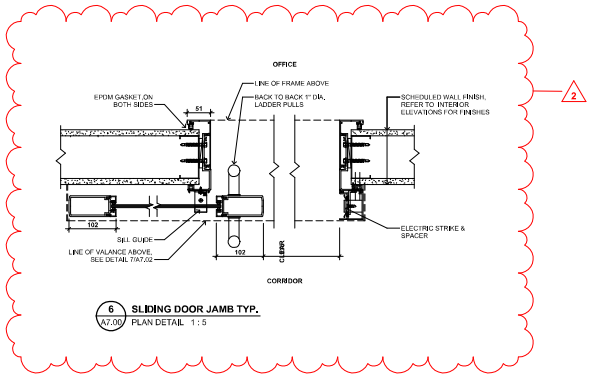 OFFICE
LINE OF FRAME ABOVE
EPDM GASKET,ON
BOTH SIDES
51
BACK TO BACK 1" DIA.
LADDER PULLS
SCHEDULED WALL FINISH,
REFER TO INTERIOR
ELEVATIONS FOR FINISHES
2
102
SILL GUIDE
LINE OF VALANCE ABOVE,
SEE DETAIL 7/A7.02
102
CLEAR
ELECTRIC STRIKE &
SPACER
CORRIDOR
6 SLIDING DOOR JAMB TYP.
A7.00 PLAN DETAIL 1 : 5